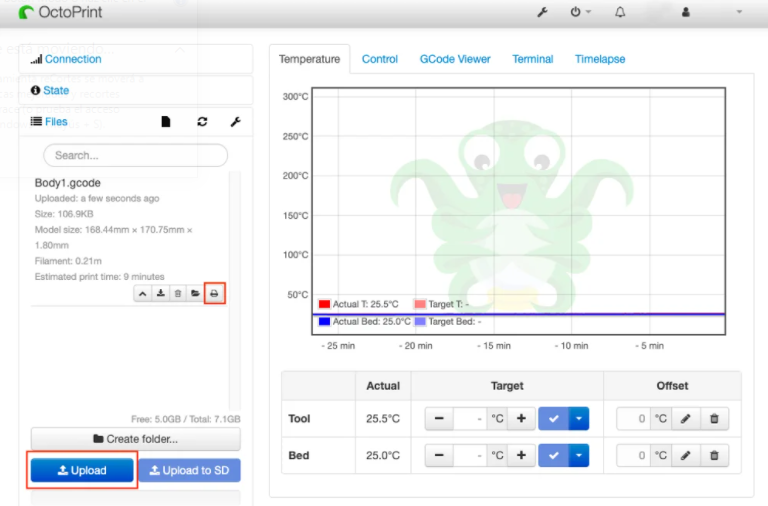 OctoPrint
Connection
State
Files
Search...
Body1.gcode
Uploaded: a few seconds ago
Size: 106.9KB
Model size: 168.44mm × 170.75mm ×
1.80mm
Filament: 0.21m
Estimated print time: 9 minutes
Free: 5.0GB / Total: 7.1GB
Create folder...
Upload Upload to SD
Temperature Control GCode Viewer Terminal Timelapse
300°C
250°C
200°C
150°C
100°C
50°C
Actual T: 25.5°C Target T: -
Actual Bed: 25.0°C Target Bed: -
- 25 min - 20 min - 15 min - 10 min - 5 min
Actual Target Offset
Tool 25.5°C - °C 0 °C
Bed 25.0°C - °C 0 °C